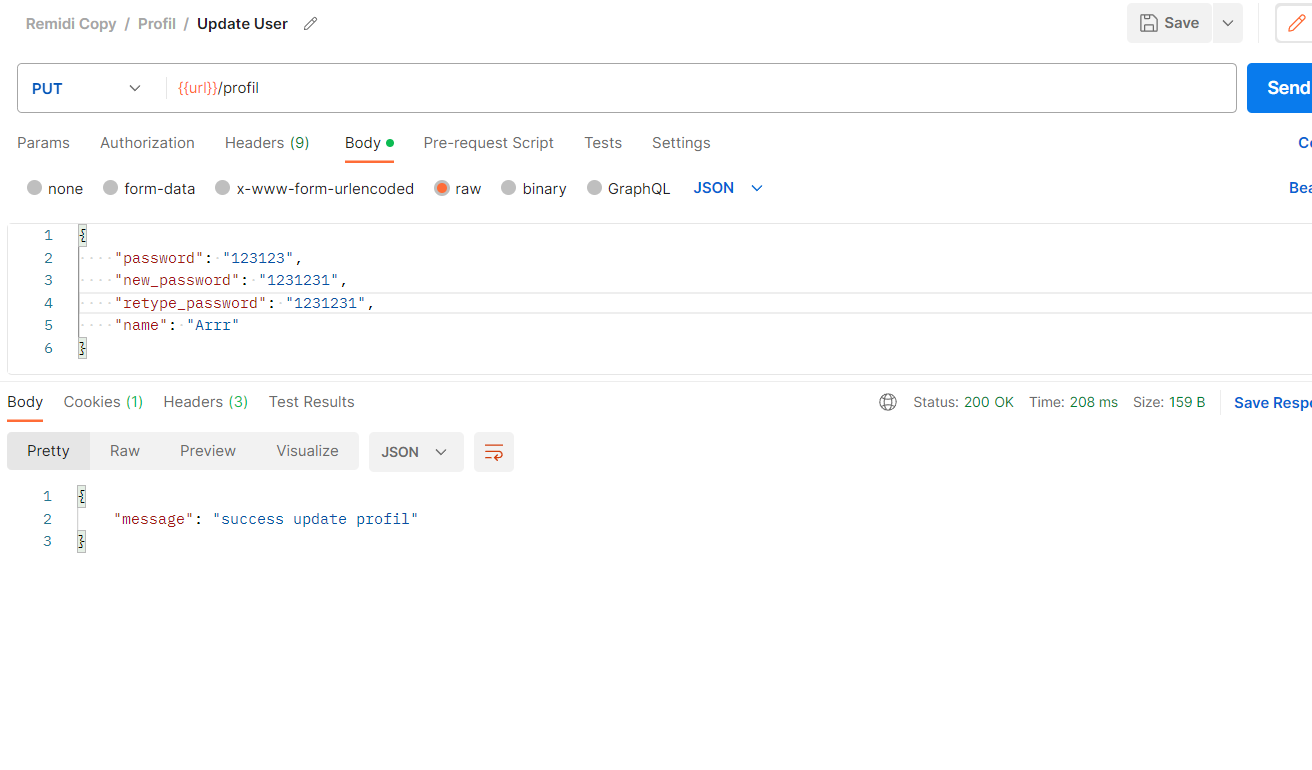 Remidi Copy / Profil / Update User
Save
PUT {{url}}/profil Send
Params Authorization Headers (9) Body Pre-request Script Tests Settings
none form-data x-www-form-urlencoded raw binary GraphQL JSON
1 {
2 "password": "123123",
3 "new_password": "1231231",
4 "retype_password": "1231231",
5 "name": "Arrr"
6 }
Body Cookies (1) Headers (3) Test Results Status: 200 OK Time: 208 ms Size: 159 B Save
Pretty Raw Preview Visualize JSON
1 {
2 "message": "success update profil"
3 }